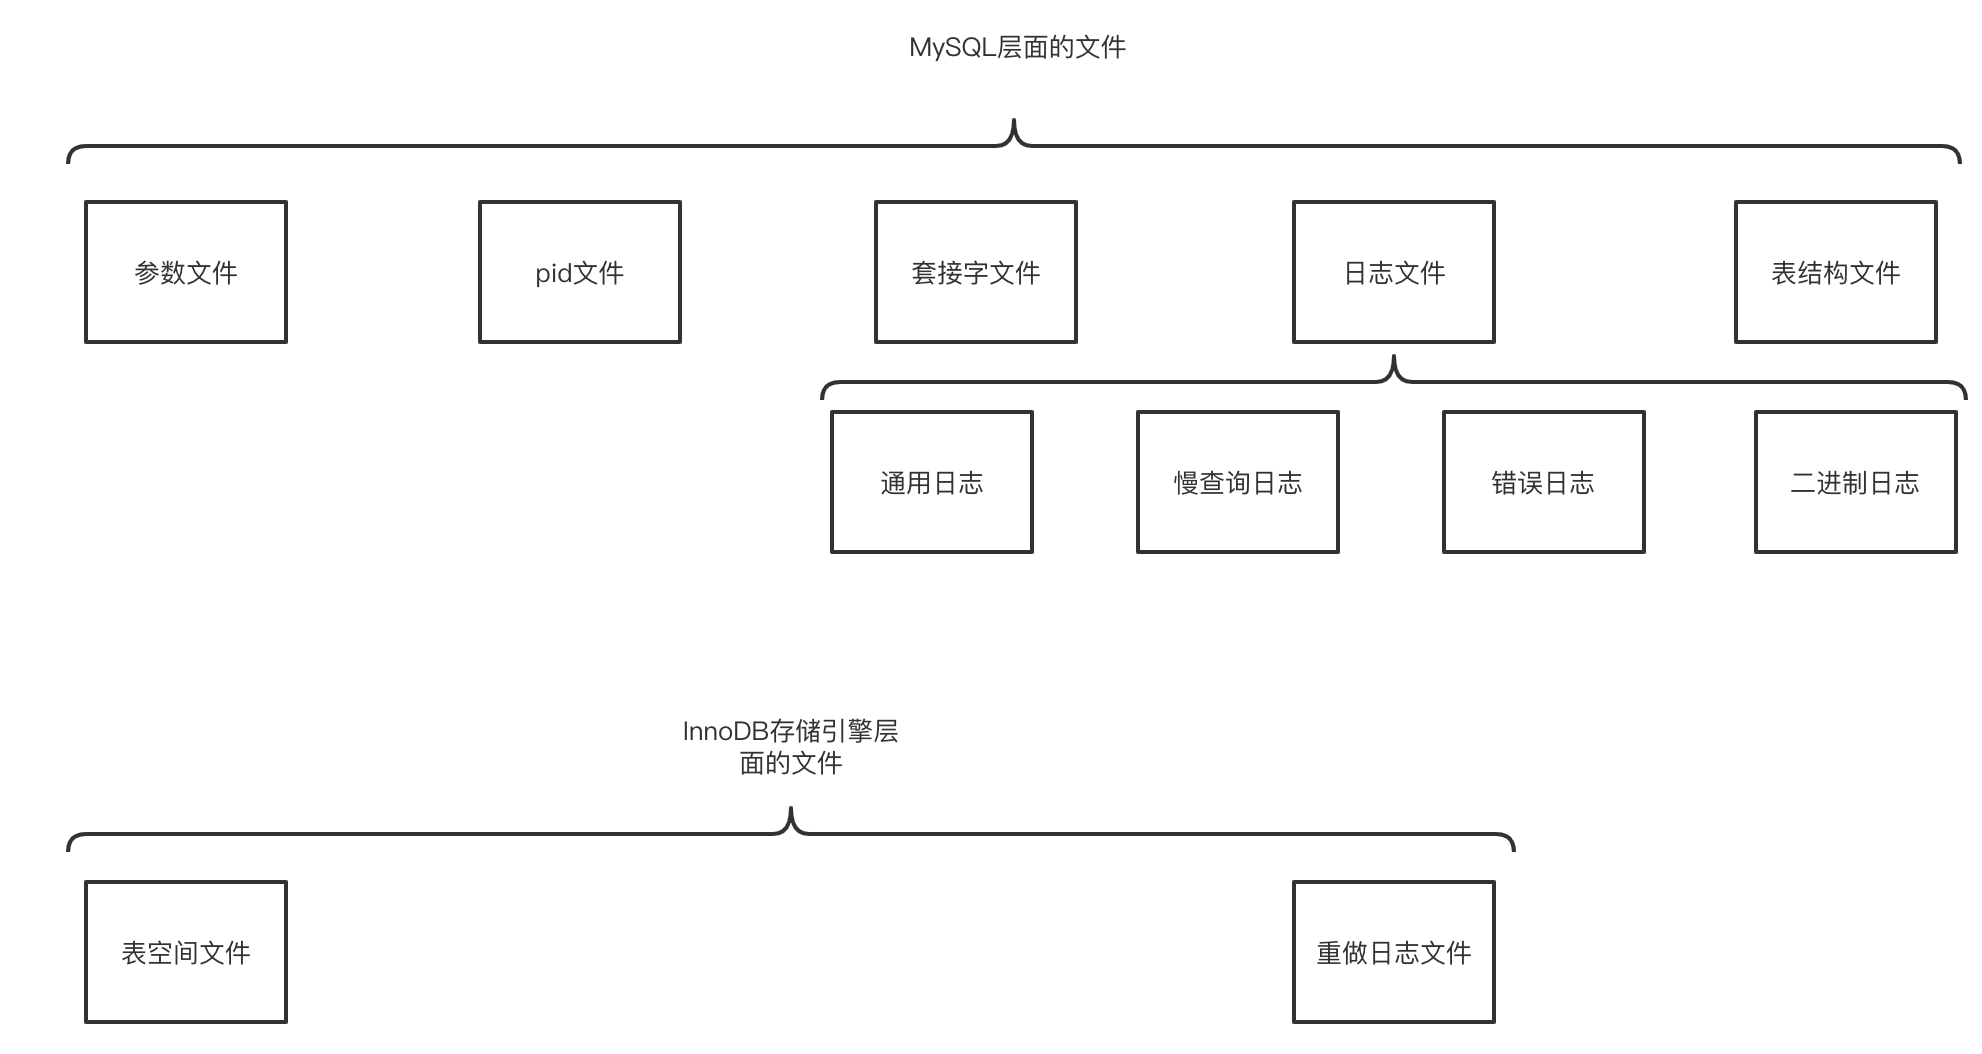 MySQL层面的文件
参数文件
pid文件
套接字文件
日志文件
表结构文件
通用日志
慢查询日志
错误日志
二进制日志
InnoDB存储引擎层
面的文件
表空间文件
重做日志文件